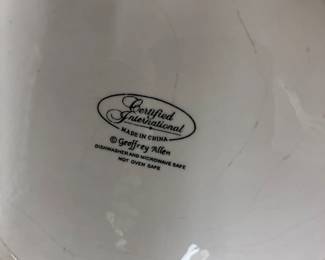 Certified
International
MADE IN CHINA
© Geoffrey Allen
DISHWASHER AND MICROWAVE SAFE
NOT OVEN SAFE